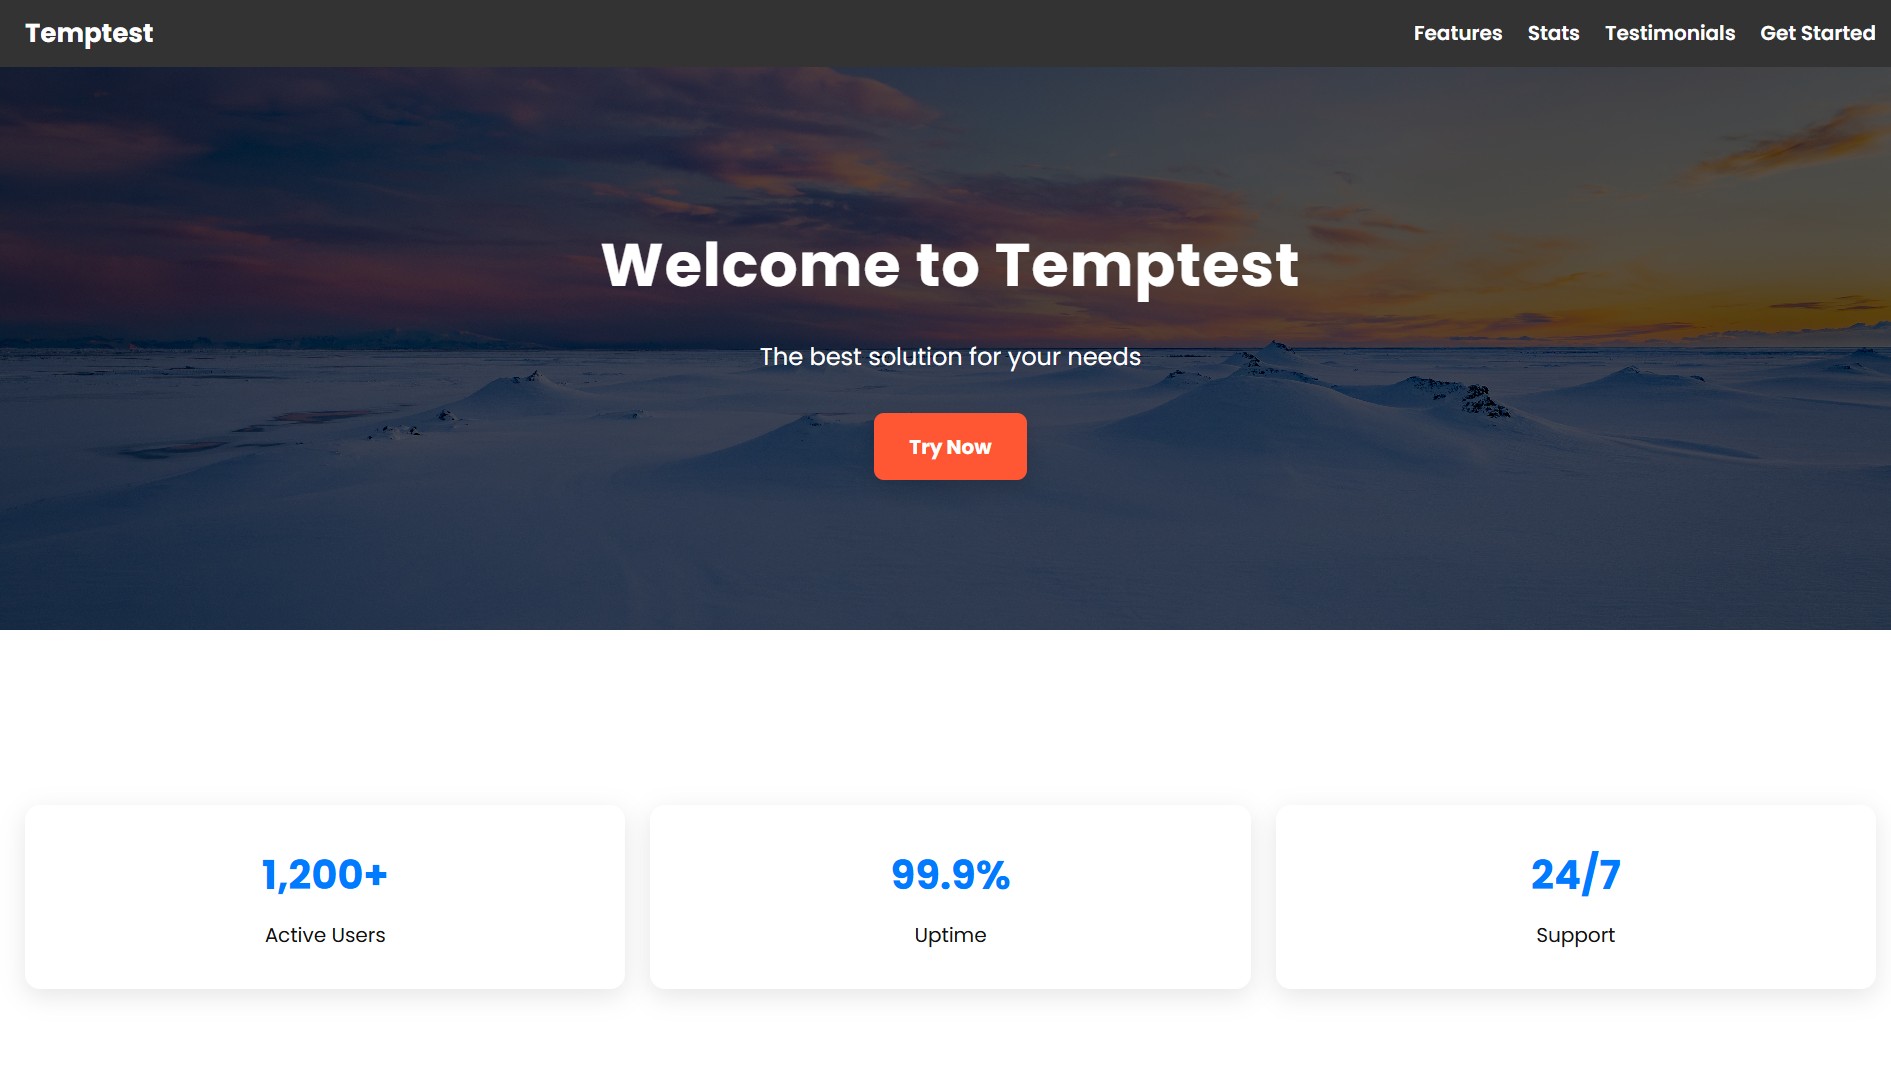 Temptest
Features Stats Testimonials Get Started
Welcome to Temptest
The best solution for your needs
Try Now
1,200+
Active Users
99.9%
Uptime
24/7
Support